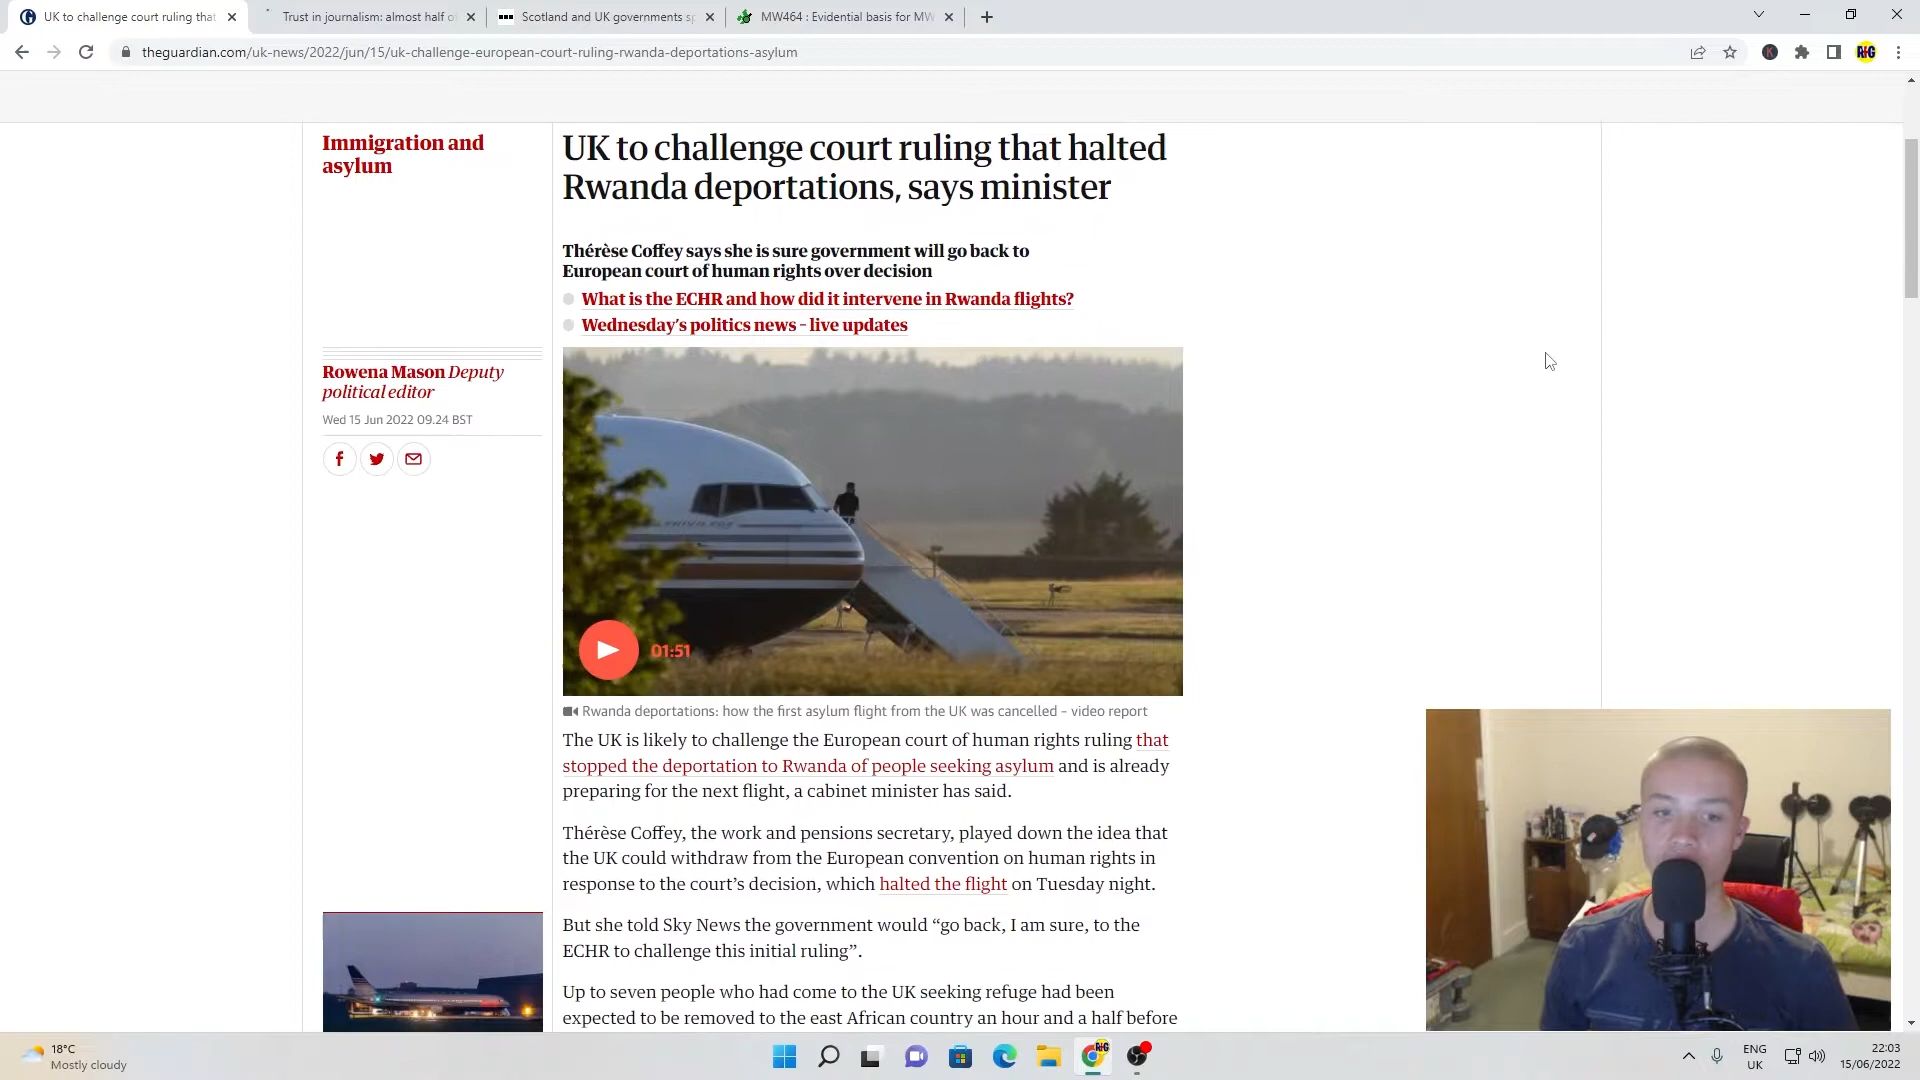 UK to challenge court ruling that
Trust in journalism: almost half o
Scotland and UK governments sp
MW464 : Evidential basis for MW
theguardian.com/uk-news/2022/jun/15/uk-challenge-european-court-ruling-rwanda-deportations-asylum
K
RIG
Immigration and
asylum
UK to challenge court ruling that halted
Rwanda deportations, says minister
Thérèse Coffey says she is sure government will go back to
European court of human rights over decision
What is the ECHR and how did it intervene in Rwanda flights?
Wednesday’s politics news – live updates
Rowena Mason Deputy
political editor
Wed 15 Jun 2022 09.24 BST
01:51
Rwanda deportations: how the first asylum flight from the UK was cancelled – video report
The UK is likely to challenge the European court of human rights ruling that
stopped the deportation to Rwanda of people seeking asylum and is already
preparing for the next flight, a cabinet minister has said.
Thérèse Coffey, the work and pensions secretary, played down the idea that
the UK could withdraw from the European convention on human rights in
response to the court’s decision, which halted the flight on Tuesday night.
But she told Sky News the government would “go back, I am sure, to the
ECHR to challenge this initial ruling”.
Up to seven people who had come to the UK seeking refuge had been
expected to be removed to the east African country an hour and a half before
18°C
Mostly cloudy
RIG
ENG
UK
22:03
15/06/2022